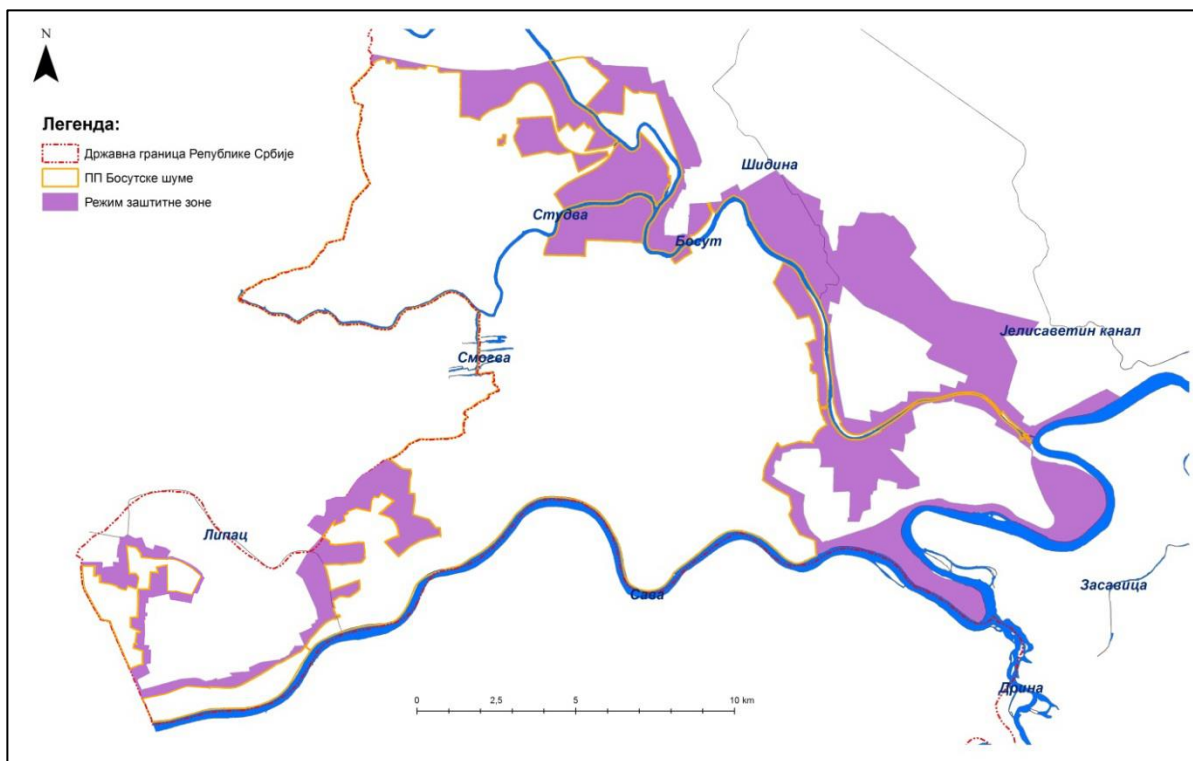 N
Легенда:
Државна граница Републике Србије
ПП Босутске шуме
Режим заштитне зоне
Шидина
Студва
Босут
Јелисаветин канал
Смогва
Липац
Засавица
Сава
Дрина
0 2,5 5 10 km